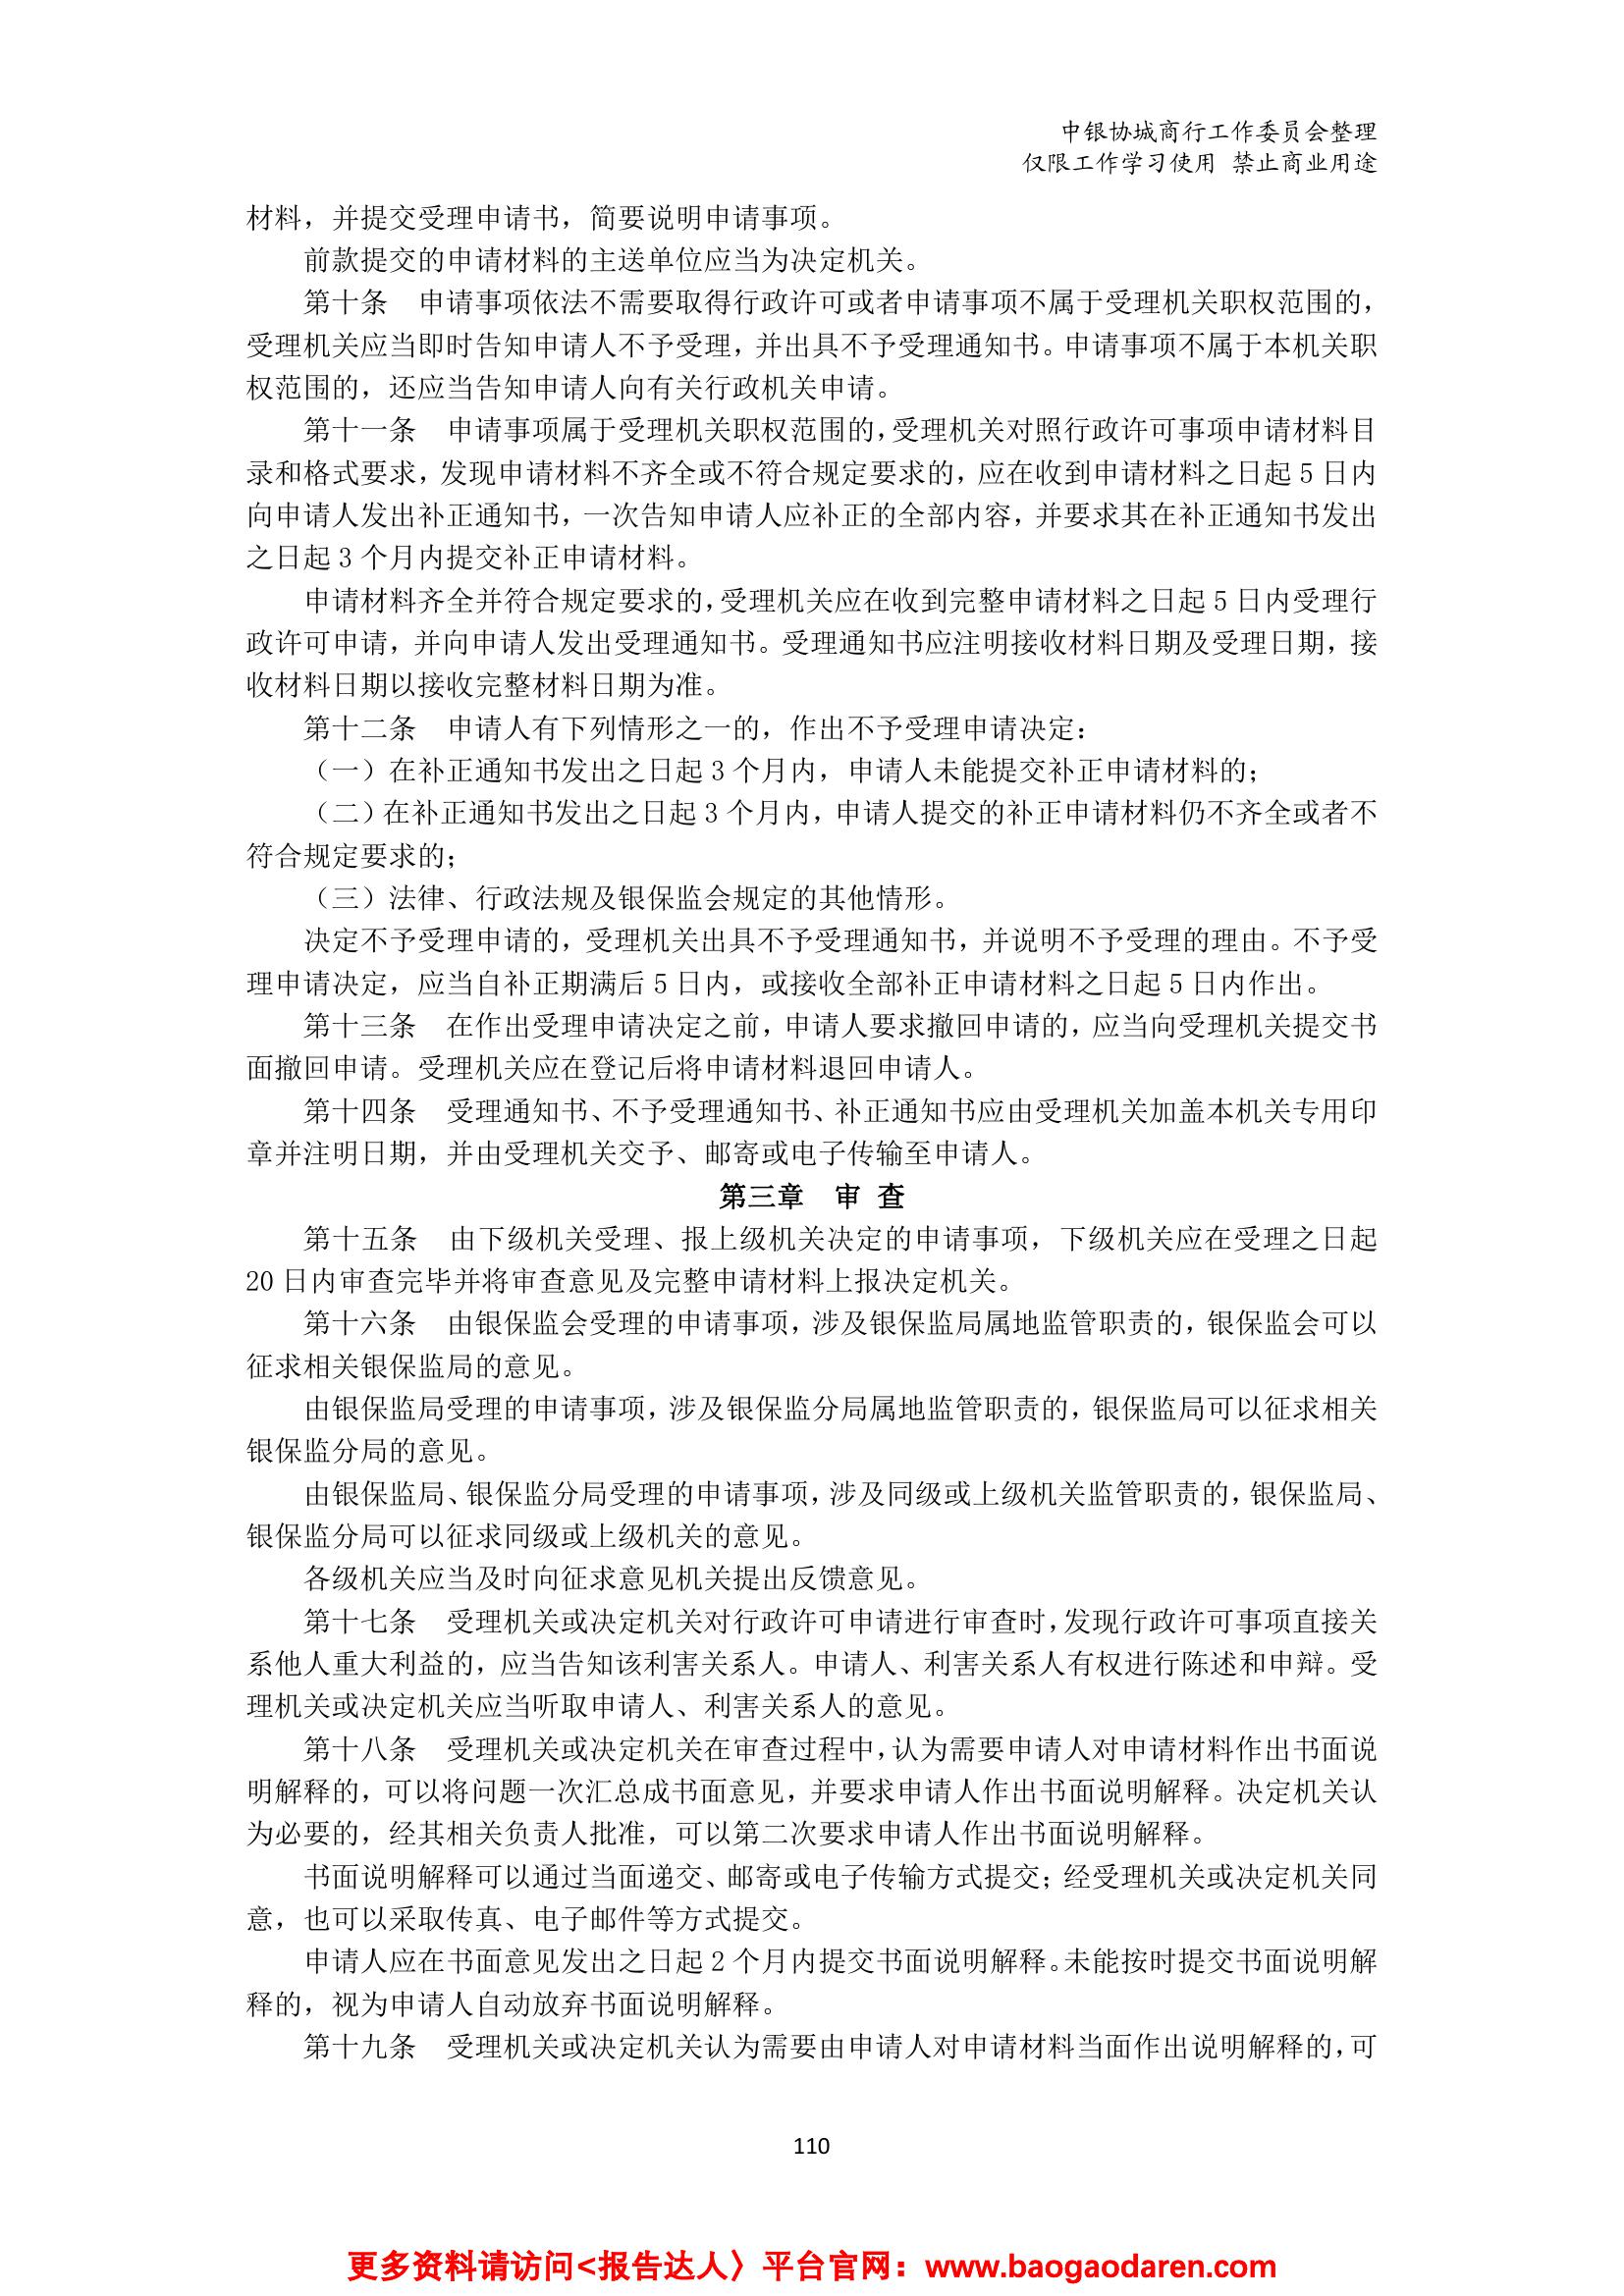 中银协城商行工作委员会整理
仅限工作学习使用 禁止商业用途
材料，并提交受理申请书，简要说明申请事项。
前款提交的申请材料的主送单位应当为决定机关。
第十条　申请事项依法不需要取得行政许可或者申请事项不属于受理机关职权范围的，
受理机关应当即时告知申请人不予受理，并出具不予受理通知书。申请事项不属于本机关职
权范围的，还应当告知申请人向有关行政机关申请。
第十一条　申请事项属于受理机关职权范围的，受理机关对照行政许可事项申请材料目
录和格式要求，发现申请材料不齐全或不符合规定要求的，应在收到申请材料之日起 5 日内
向申请人发出补正通知书，一次告知申请人应补正的全部内容，并要求其在补正通知书发出
之日起 3 个月内提交补正申请材料。
申请材料齐全并符合规定要求的，受理机关应在收到完整申请材料之日起 5 日内受理行
政许可申请，并向申请人发出受理通知书。受理通知书应注明接收材料日期及受理日期，接
收材料日期以接收完整材料日期为准。
第十二条　申请人有下列情形之一的，作出不予受理申请决定：
（一）在补正通知书发出之日起 3 个月内，申请人未能提交补正申请材料的；
（二）在补正通知书发出之日起 3 个月内，申请人提交的补正申请材料仍不齐全或者不
符合规定要求的；
（三）法律、行政法规及银保监会规定的其他情形。
决定不予受理申请的，受理机关出具不予受理通知书，并说明不予受理的理由。不予受
理申请决定，应当自补正期满后 5 日内，或接收全部补正申请材料之日起 5 日内作出。
第十三条　在作出受理申请决定之前，申请人要求撤回申请的，应当向受理机关提交书
面撤回申请。受理机关应在登记后将申请材料退回申请人。
第十四条　受理通知书、不予受理通知书、补正通知书应由受理机关加盖本机关专用印
章并注明日期，并由受理机关交予、邮寄或电子传输至申请人。
第三章　审 查
第十五条　由下级机关受理、报上级机关决定的申请事项，下级机关应在受理之日起
20 日内审查完毕并将审查意见及完整申请材料上报决定机关。
第十六条　由银保监会受理的申请事项，涉及银保监局属地监管职责的，银保监会可以
征求相关银保监局的意见。
由银保监局受理的申请事项，涉及银保监分局属地监管职责的，银保监局可以征求相关
银保监分局的意见。
由银保监局、银保监分局受理的申请事项，涉及同级或上级机关监管职责的，银保监局、
银保监分局可以征求同级或上级机关的意见。
各级机关应当及时向征求意见机关提出反馈意见。
第十七条　受理机关或决定机关对行政许可申请进行审查时，发现行政许可事项直接关
系他人重大利益的，应当告知该利害关系人。申请人、利害关系人有权进行陈述和申辩。受
理机关或决定机关应当听取申请人、利害关系人的意见。
第十八条　受理机关或决定机关在审查过程中，认为需要申请人对申请材料作出书面说
明解释的，可以将问题一次汇总成书面意见，并要求申请人作出书面说明解释。决定机关认
为必要的，经其相关负责人批准，可以第二次要求申请人作出书面说明解释。
书面说明解释可以通过当面递交、邮寄或电子传输方式提交；经受理机关或决定机关同
意，也可以采取传真、电子邮件等方式提交。
申请人应在书面意见发出之日起 2 个月内提交书面说明解释。未能按时提交书面说明解
释的，视为申请人自动放弃书面说明解释。
第十九条　受理机关或决定机关认为需要由申请人对申请材料当面作出说明解释的，可
110
更多资料请访问<报告达人〉平台官网：www.baogaodaren.com